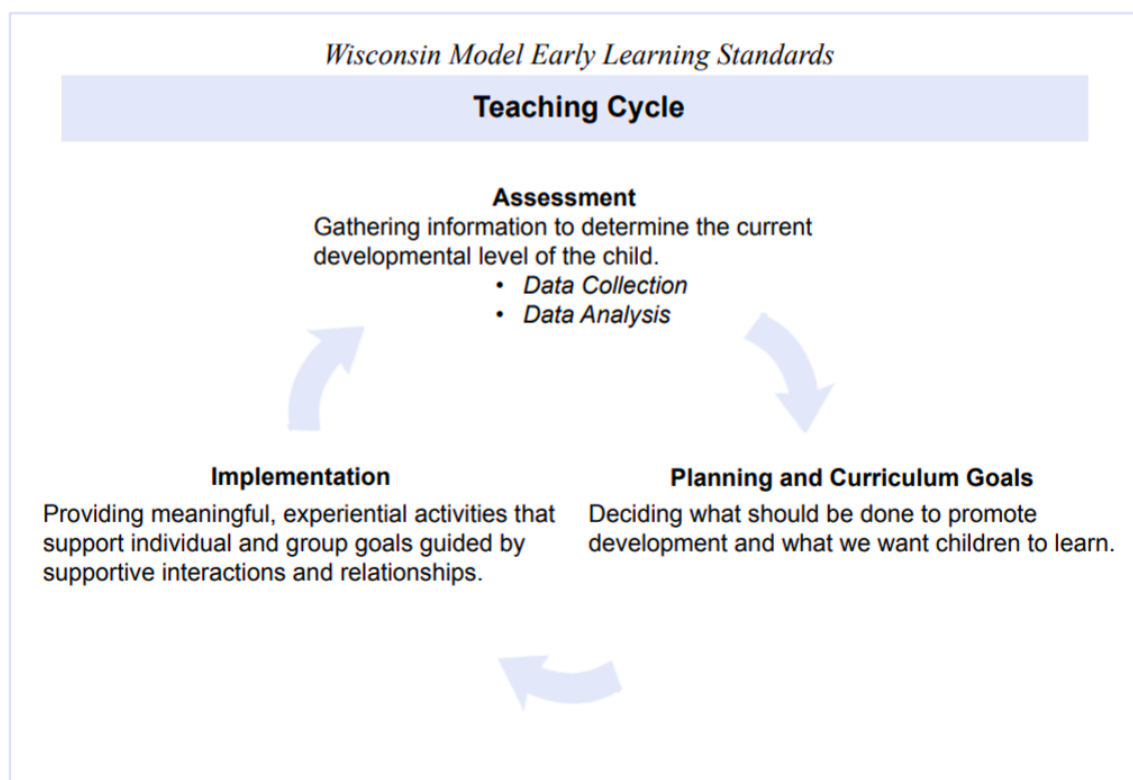 Wisconsin Model Early Learning Standards
Teaching Cycle
Assessment
Gathering information to determine the current
developmental level of the child.
• Data Collection
• Data Analysis
Implementation
Providing meaningful, experiential activities that
support individual and group goals guided by
supportive interactions and relationships.
Planning and Curriculum Goals
Deciding what should be done to promote
development and what we want children to learn.